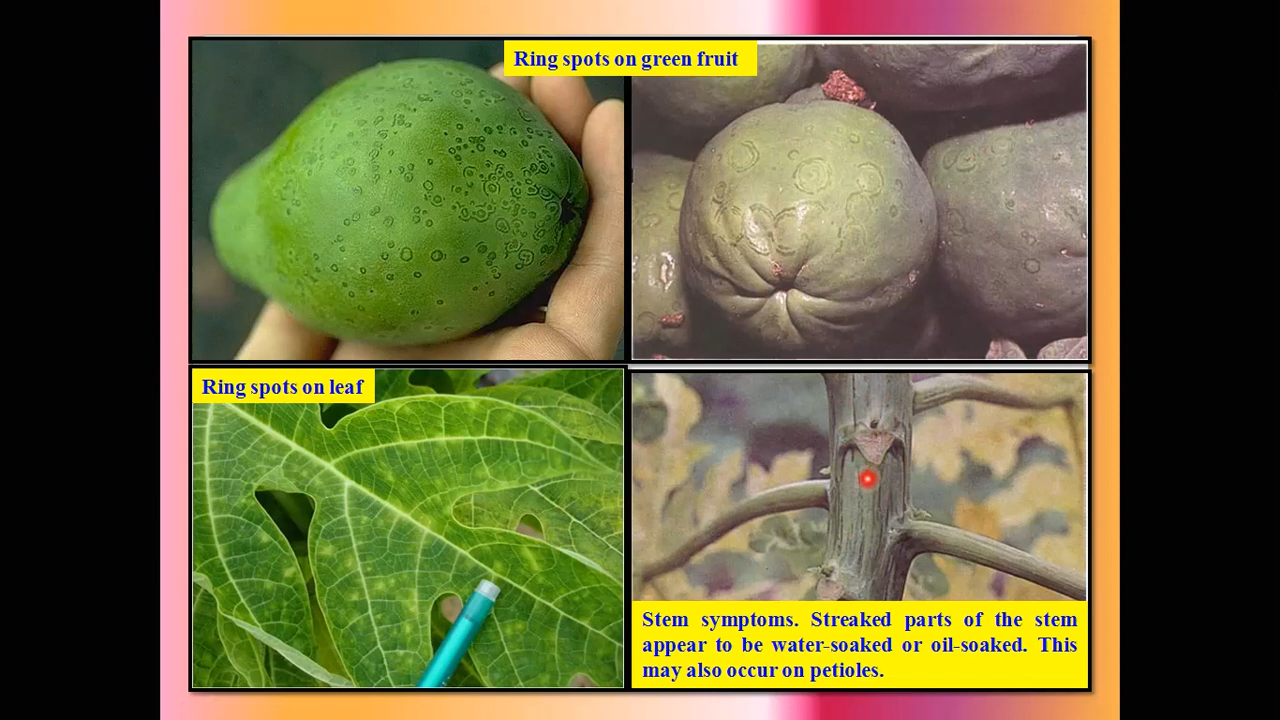 Ring spots on green fruit
Ring spots on leaf
Stem symptoms. Streaked parts of the stem
appear to be water-soaked or oil-soaked. This
may also occur on petioles.